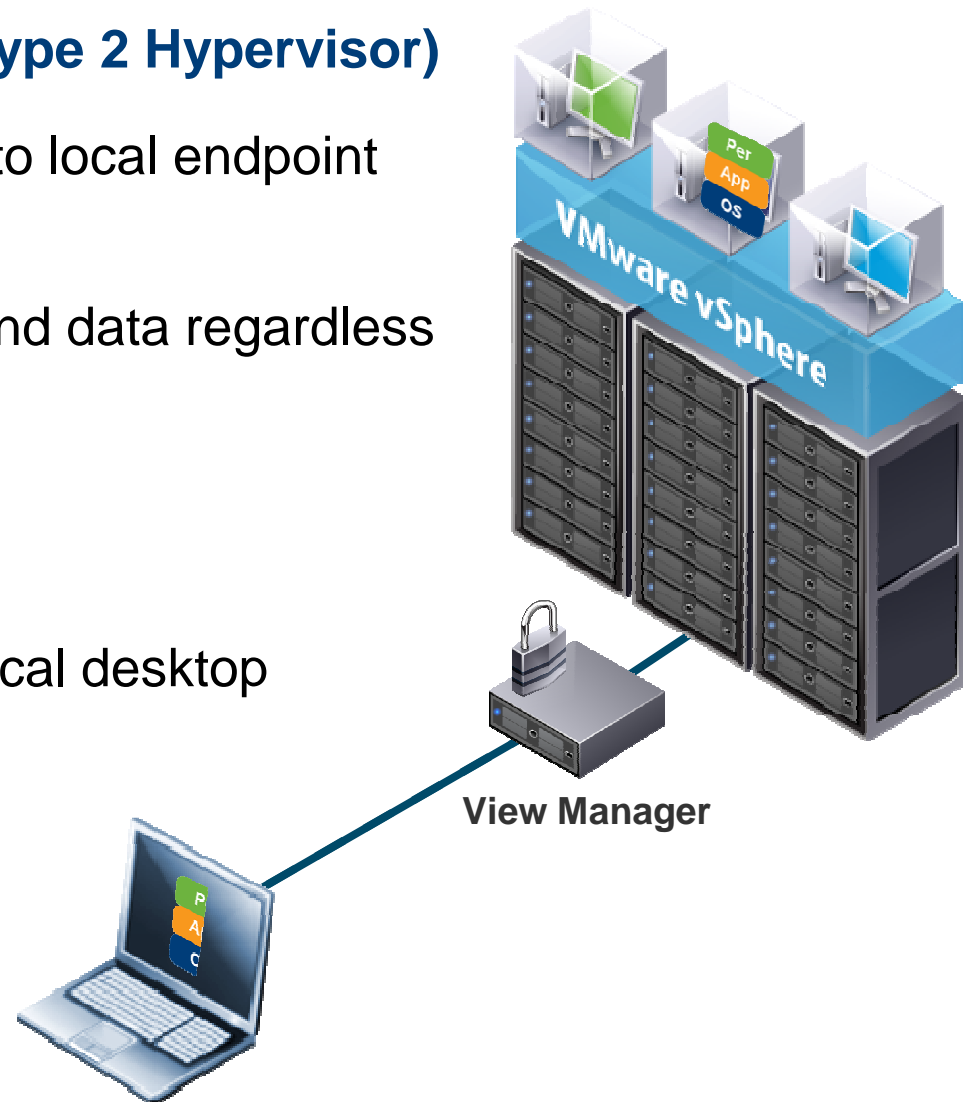 ype 2 Hypervisor)
to local endpoint
nd data regardless
cal desktop
Per
App
OS
VMware vSphere
View Manager
P
A
C